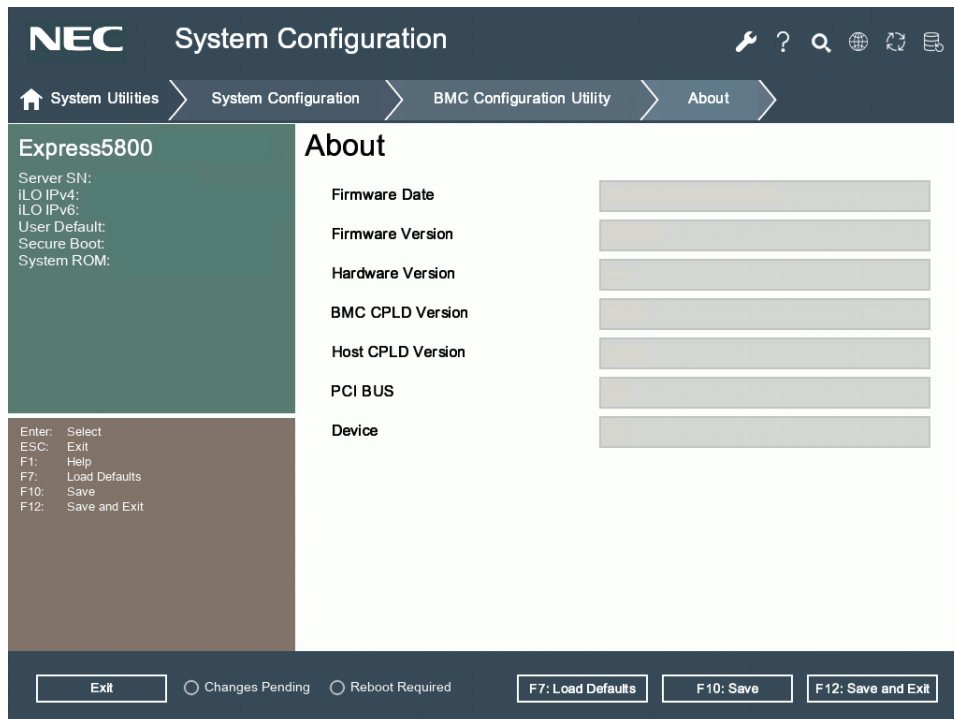 NEC System Configuration
System Utilities System Configuration BMC Configuration Utility About
Express5800
Server SN:
iLO IPv4:
iLO IPv6:
User Default:
Secure Boot:
System ROM:
Enter: Select
ESC: Exit
F1: Help
F7: Load Defaults
F10: Save
F12: Save and Exit
About
Firmware Date
Firmware Version
Hardware Version
BMC CPLD Version
Host CPLD Version
PCI BUS
Device
Exit Changes Pending Reboot Required F7: Load Defaults F10: Save F12: Save and Exit